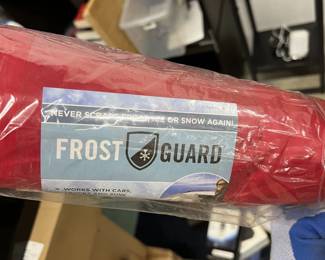 NEVER SCRAPE OR SNOW AGAIN!
FROST GUARD
WORKS WITH CARS,